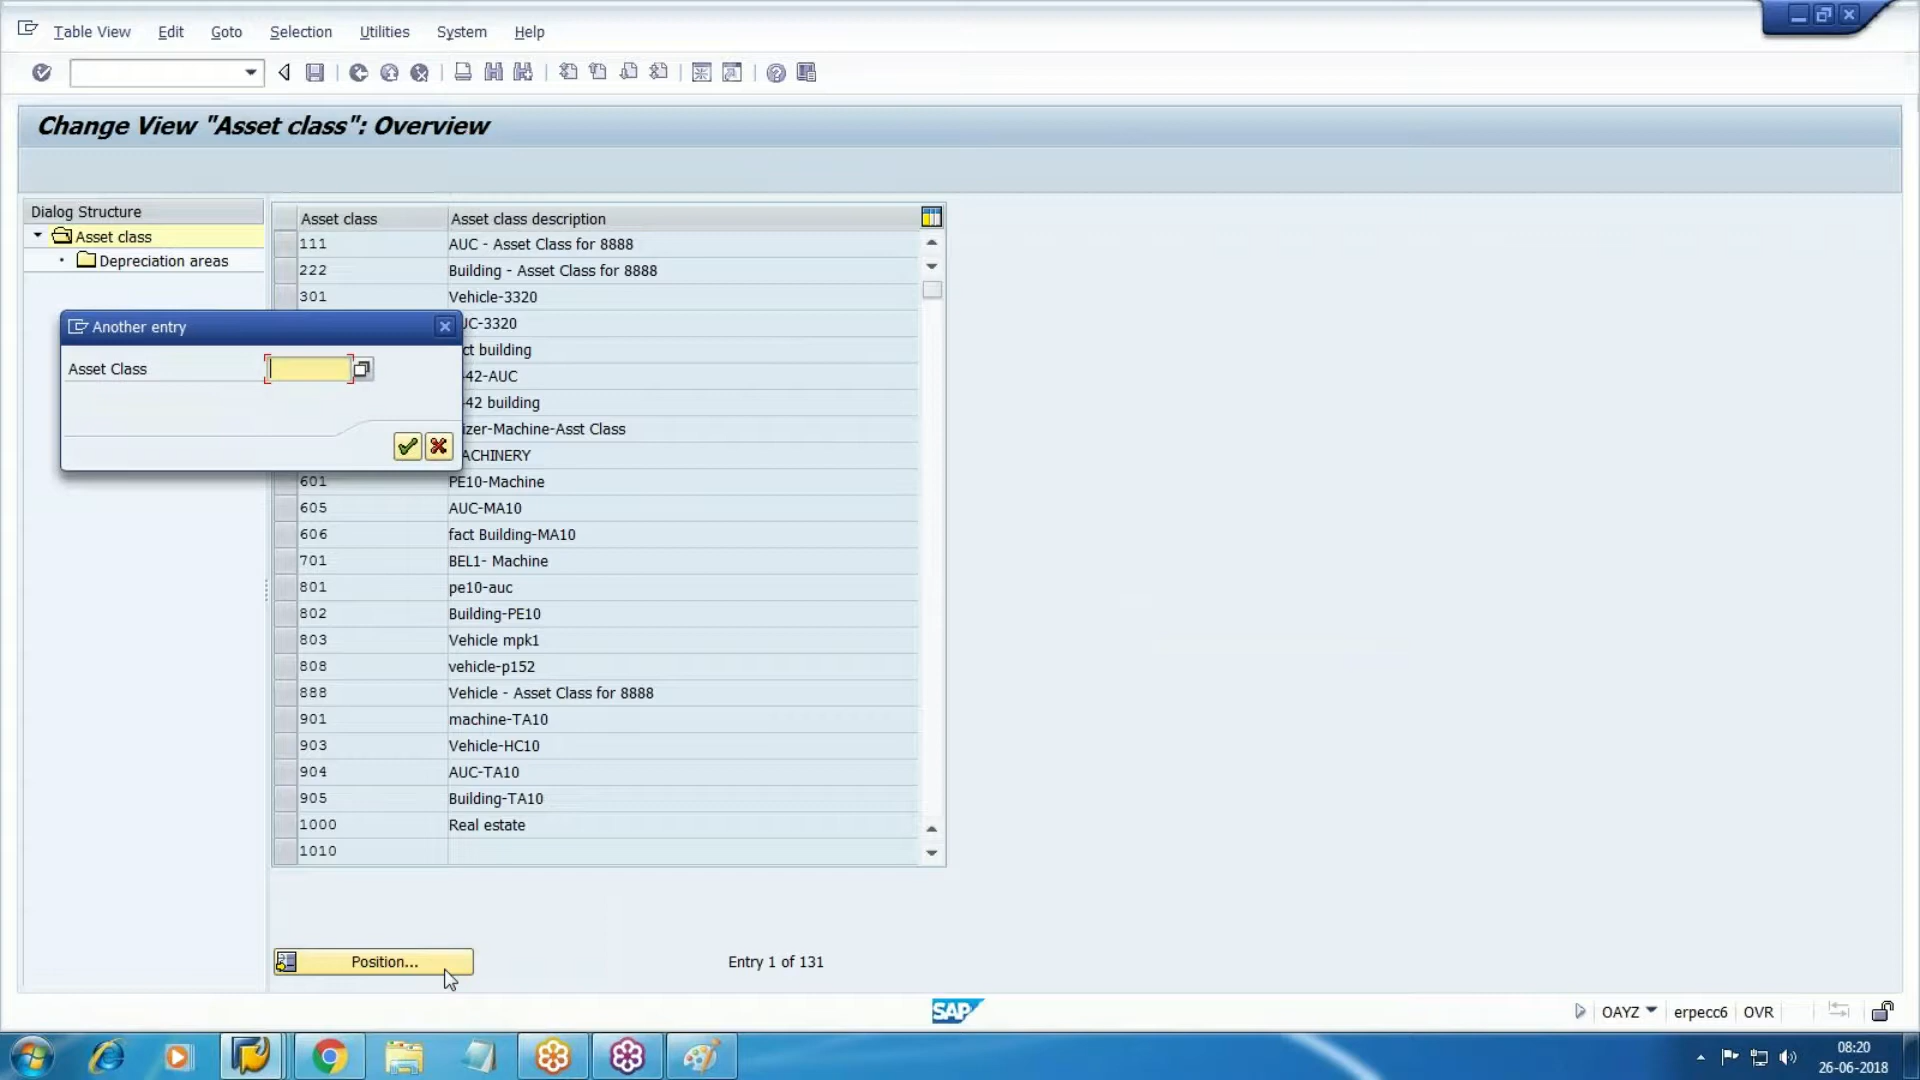 Table View Edit Goto Selection Utilities System Help
Change View "Asset class": Overview
Dialog Structure
Asset class
Depreciation areas
Asset class Asset class description
111 AUC - Asset Class for 8888
222 Building - Asset Class for 8888
301 Vehicle-3320
Another entry
Asset Class
JC-3320
ct building
42-AUC
42 building
izer-Machine-Asst Class
ACHINERY
601 PE10-Machine
605 AUC-MA10
606 fact Building-MA10
701 BEL1- Machine
801 pe10-auc
802 Building-PE10
803 Vehicle mpk1
808 vehicle-p152
888 Vehicle - Asset Class for 8888
901 machine-TA10
903 Vehicle-HC10
904 AUC-TA10
905 Building-TA10
1000 Real estate
1010
Position... Entry 1 of 131
SAP
OAYZ erpecc6 OVR
08:20
26-06-2018